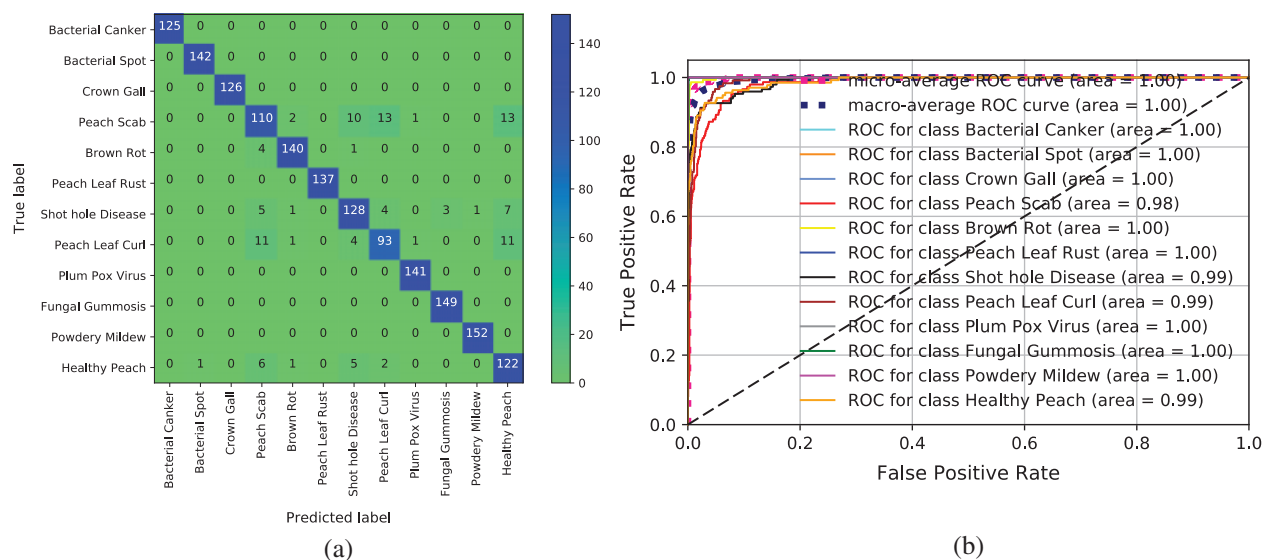 Bacterial Canker 125 0 0 0 0 0 0 0 0 0 0 0
Bacterial Spot 0 142 0 0 0 0 0 0 0 0 0 0
Crown Gall 0 0 126 0 0 0 0 0 0 0 0 0
Peach Scab 0 0 0 110 2 0 10 13 1 0 0 13
Brown Rot 0 0 0 4 140 0 1 0 0 0 0 0
Peach Leaf Rust 0 0 0 0 0 137 0 0 0 0 0 0
Shot hole Disease 0 0 0 5 1 0 128 4 0 3 1 7
Peach Leaf Curl 0 0 0 11 1 0 4 93 1 0 0 11
Plum Pox Virus 0 0 0 0 0 0 0 0 141 0 0 0
Fungal Gummosis 0 0 0 0 0 0 0 0 0 149 0 0
Powdery Mildew 0 0 0 0 0 0 0 0 0 0 152 0
Healthy Peach 0 1 0 6 1 0 5 2 0 0 0 122
True label
Bacterial Canker
Bacterial Spot
Crown Gall
Peach Scab
Brown Rot
Peach Leaf Rust
Shot hole Disease
Peach Leaf Curl
Plum Pox Virus
Fungal Gummosis
Powdery Mildew
Healthy Peach
Predicted label
140
120
100
80
60
40
20
0
(a)
True Positive Rate
1.0
0.8
0.6
0.4
0.2
0.0
micro-average ROC curve (area = 1.00)
macro-average ROC curve (area = 1.00)
ROC for class Bacterial Canker (area = 1.00)
ROC for class Bacterial Spot (area = 1.00)
ROC for class Crown Gall (area = 1.00)
ROC for class Peach Scab (area = 0.98)
ROC for class Brown Rot (area = 1.00)
ROC for class Peach Leaf Rust (area = 1.00)
ROC for class Shot hole Disease (area = 0.99)
ROC for class Peach Leaf Curl (area = 0.99)
ROC for class Plum Pox Virus (area = 1.00)
ROC for class Fungal Gummosis (area = 1.00)
ROC for class Powdery Mildew (area = 1.00)
ROC for class Healthy Peach (area = 0.99)
0.0 0.2 0.4 0.6 0.8 1.0
False Positive Rate
(b)